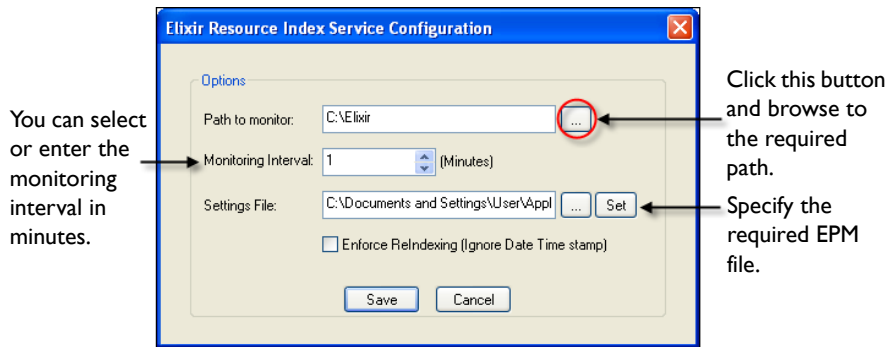 Elixir Resource Index Service Configuration
Options
Path to monitor:
C:\Elixir
...
Monitoring Interval:
1
(Minutes)
Settings File:
C:\Documents and Settings\User\Appl
...
Set
Enforce ReIndexing (Ignore Date Time stamp)
Save
Cancel
You can select
or enter the
monitoring
interval in
minutes.
Click this button
and browse to
the required
path.
Specify the
required EPM
file.